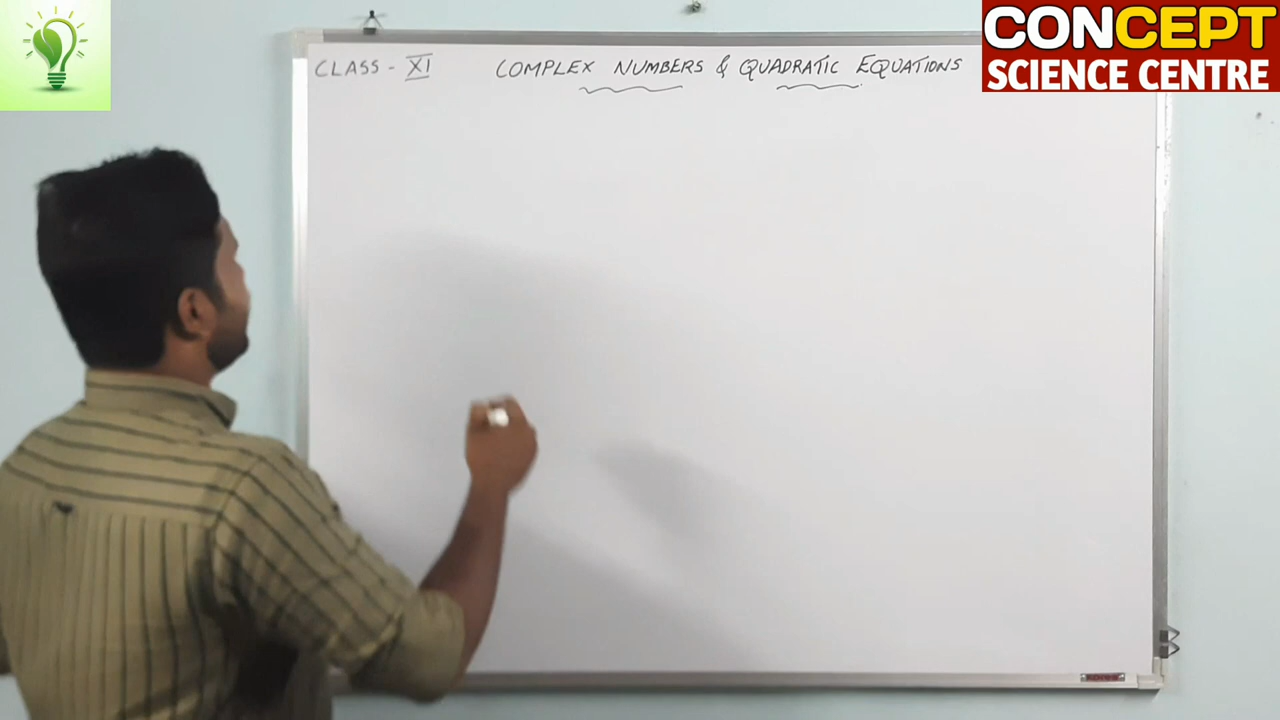 CLASS - XI COMPLEX NUMBERS & QUADRATIC EQUATIONS
CONCEPT
SCIENCE CENTRE